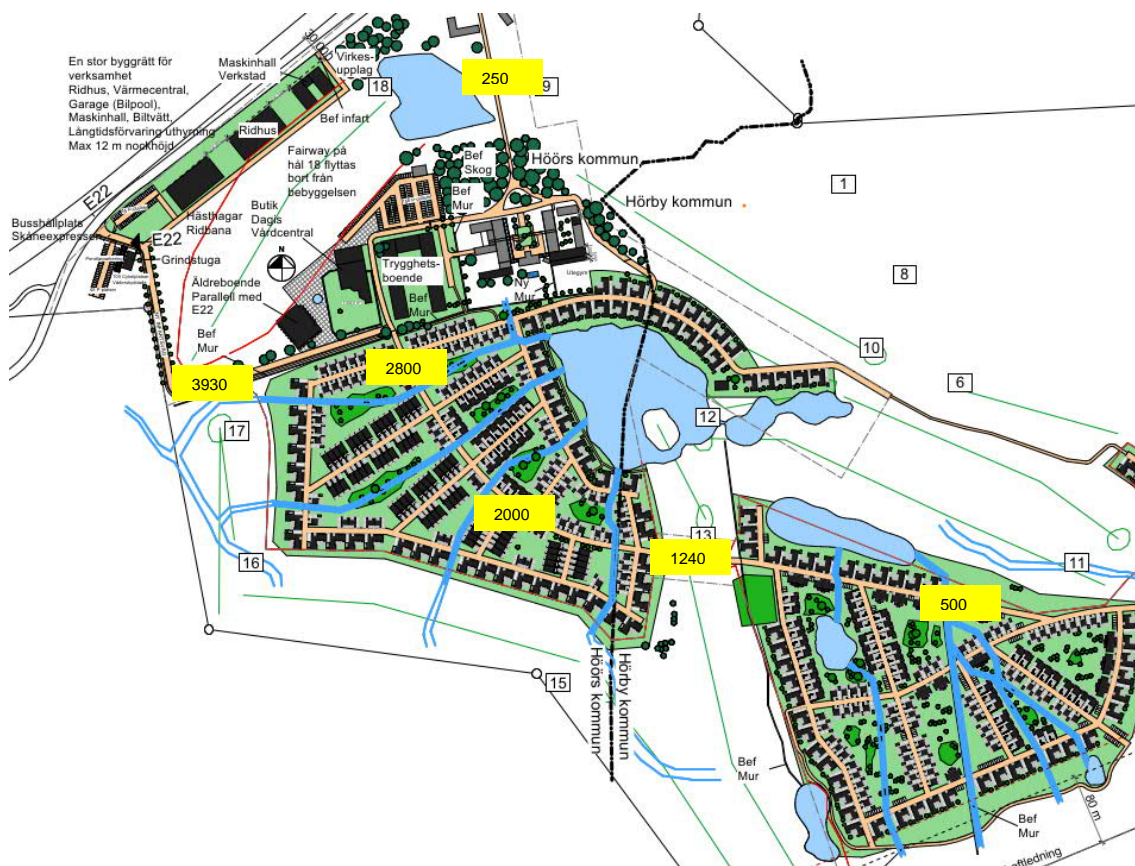 30 000
En stor byggrätt för
verksamhet
Ridhus, Värmecentral,
Garage (Bilpool),
Maskinhall, Biltvätt,
Långtidsförvaring uthyrning
Max 12 m nockhöjd
Maskinhall
Verkstad
Virkes-
upplag
18
250
9
Bef infart
Ridhus
Fairway på
hål 18 flyttas
bort från
bebyggelsen
Bef
Skog
Höörs kommun
Hörby kommun
1
E22
Busshållplats
Skåneexpressen
E22
Grindstuga
Hästhagar
Ridbana
Butik
Dagis
Vårdcentral
Bef
Mur
N
Trygghets-
boende
Utegym
Ny
Mur
8
Äldreboende
Parallell med
E22
Bef
Mur
Bef
Mur
10
6
3930
2800
12
17
2000
13
16
1240
11
500
15
Höörs kommun
Hörby kommun
Bef
Mur
Bef
Mur
80 m
oftledning